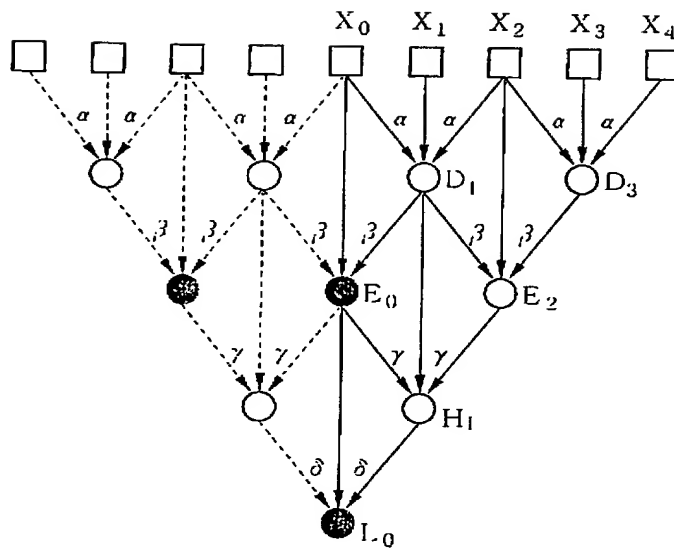 X0 X1 X2 X3 X4
α α α α α α
D1 D3
β β β β β β
E0 E2
γ γ γ γ
H1
δ δ
L0